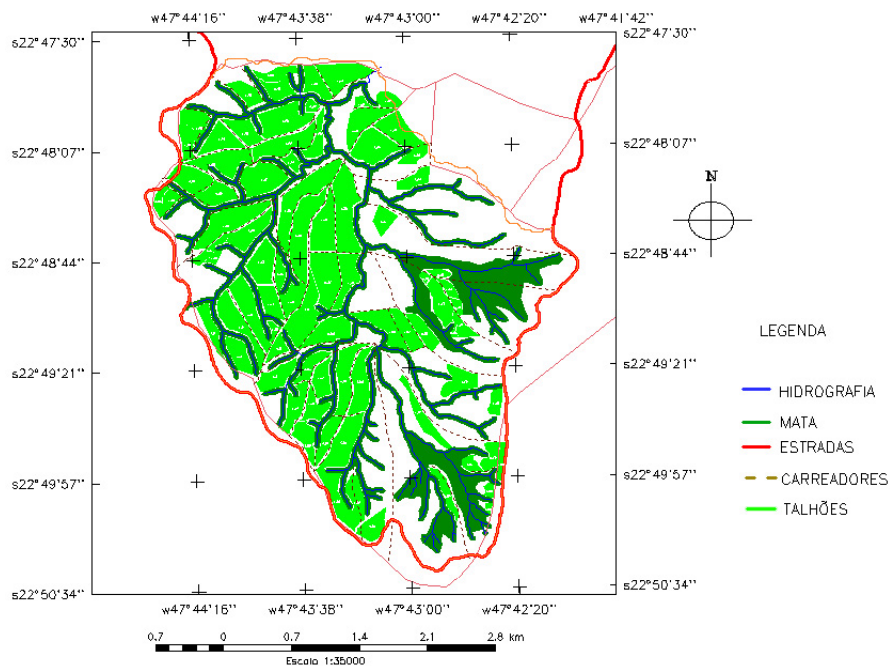 w47°44'16'' w47°43'38'' w47°43'00'' w47°42'20'' w47°41'42''
s22°47'30'' s22°47'30''
s22°48'07'' s22°48'07''
N
s22°48'44'' s22°48'44''
LEGENDA
s22°49'21'' s22°49'21''
HIDROGRAFIA
MATA
ESTRADAS
s22°49'57'' s22°49'57''
CARREADORES
TALHÕES
s22°50'34'' s22°50'34''
w47°44'16'' w47°43'38'' w47°43'00'' w47°42'20''
0.7 0 0.7 1.4 2.1 2.8 km
Escala 1:35000